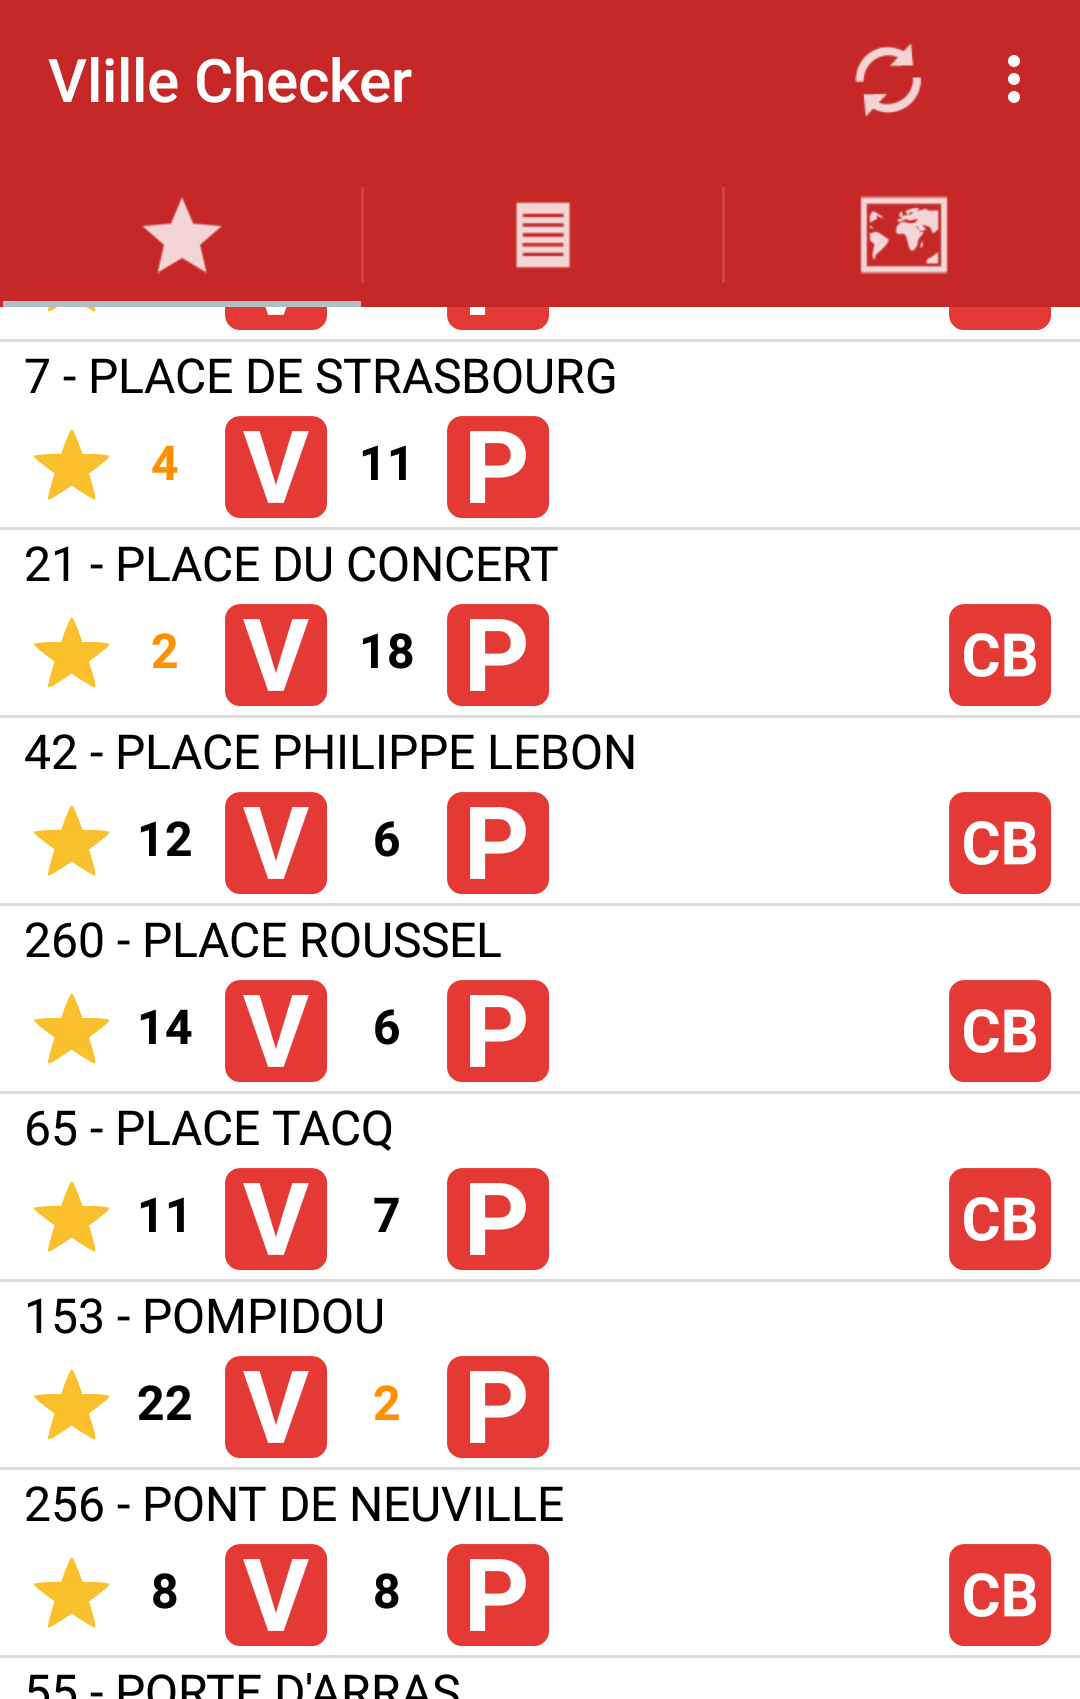 Vlille Checker
7 - PLACE DE STRASBOURG
4 V 11 P
21 - PLACE DU CONCERT
2 V 18 P CB
42 - PLACE PHILIPPE LEBON
12 V 6 P CB
260 - PLACE ROUSSEL
14 V 6 P CB
65 - PLACE TACQ
11 V 7 P CB
153 - POMPIDOU
22 V 2 P
256 - PONT DE NEUVILLE
8 V 8 P CB
55 - PORTE D'ARRAS